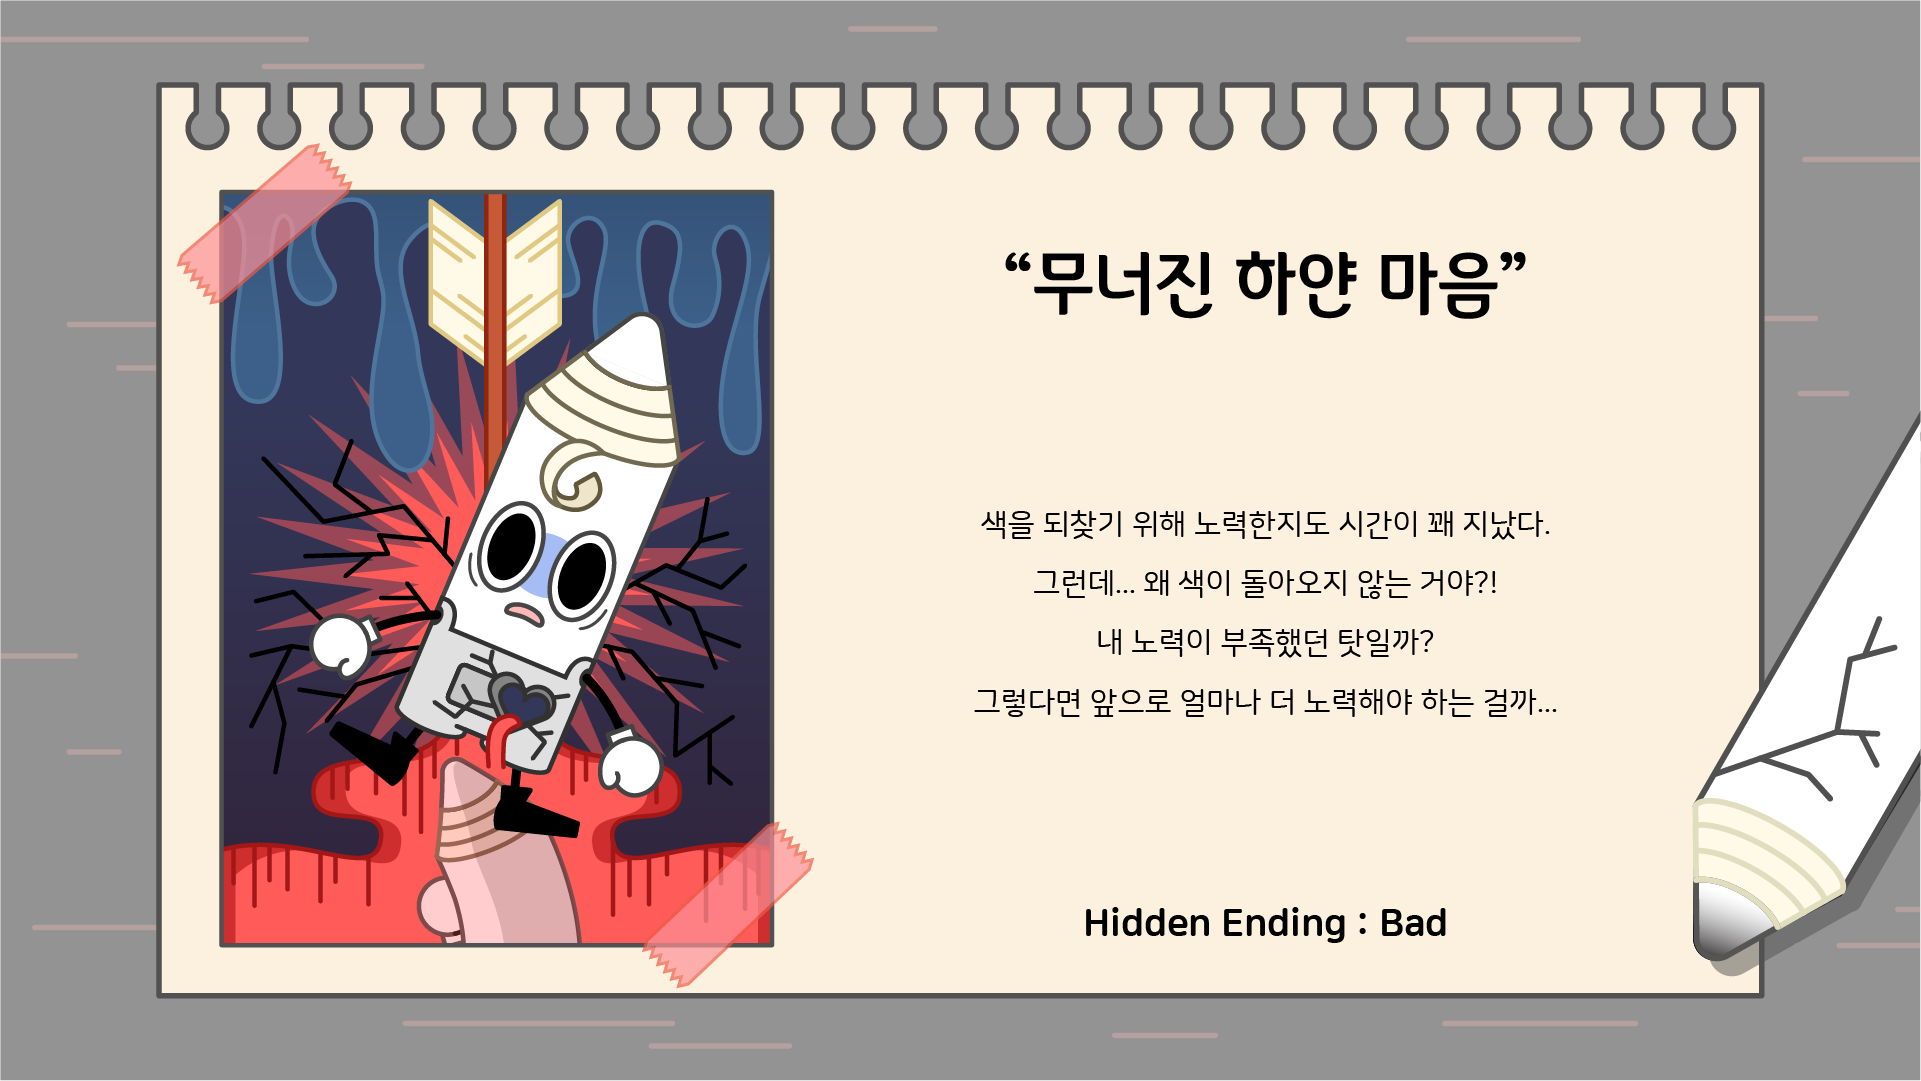 “무너진 하얀 마음”
색을 되찾기 위해 노력한지도 시간이 꽤 지났다.
그런데... 왜 색이 돌아오지 않는 거야?!
내 노력이 부족했던 탓일까?
그렇다면 앞으로 얼마나 더 노력해야 하는 걸까...
Hidden Ending : Bad